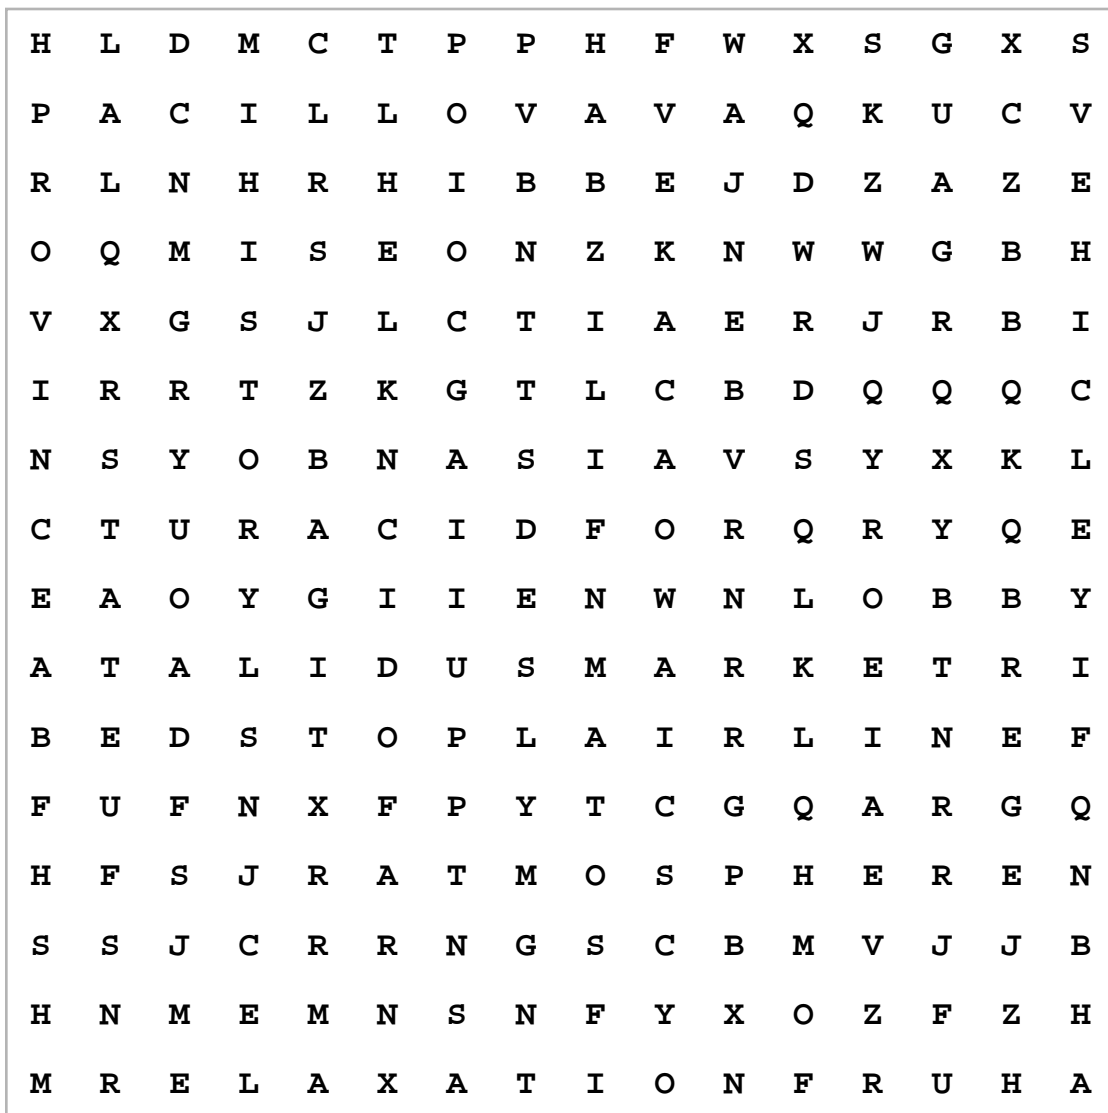 H L D M C T P P H F W X S G X S
P A C I L L O V A V A Q K U C V
R L N H R H I B B E J D Z A Z E
O Q M I S E O N Z K N W W G B H
V X G S J L C T I A E R J R B I
I R R T Z K G T L C B D Q Q Q C
N S Y O B N A S I A V S Y X K L
C T U R A C I D F O R Q R Y Q E
E A O Y G I I E N W N L O B B Y
A T A L I D U S M A R K E T R I
B E D S T O P L A I R L I N E F
F U F N X F P Y T C G Q A R G Q
H F S J R A T M O S P H E R E N
S S J C R R N G S C B M V J J B
H N M E M N S N F Y X O Z F Z H
M R E L A X A T I O N F R U H A